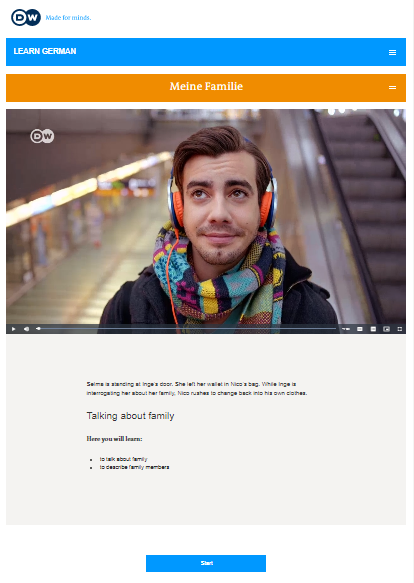 DW Made for minds.
LEARN GERMAN
Meine Familie
DW
Selma is standing at Inge's door. She left her wallet in Nico's bag. While Inge is
interrogating her about her family, Nico rushes to change back into his own clothes.
Talking about family
Here you will learn:
to talk about family
to describe family members
Start